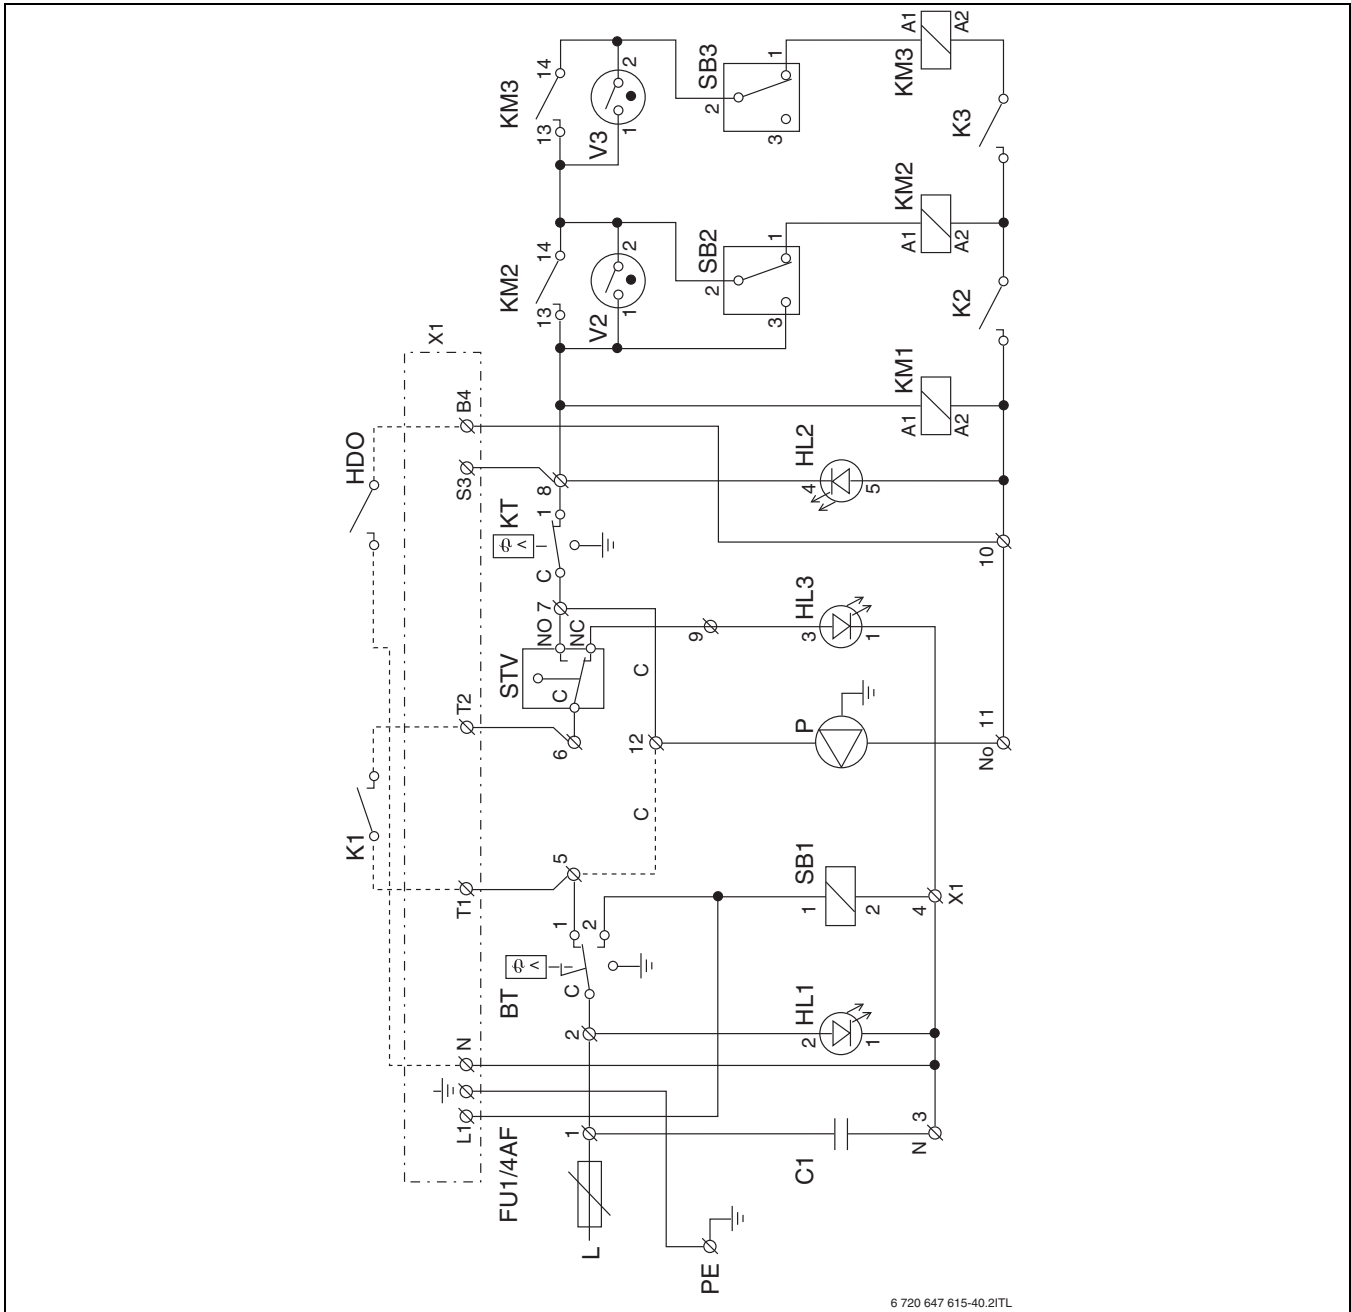 KM3
13
14
V3
1
2
SB3
2
1
3
KM3
A1
A2
K3
KM2
13
14
V2
1
2
SB2
2
1
3
KM2
A1
A2
K2
X1
HDO
B4
S3
8
1
KT
C
ϑ
<
HL2
4
5
KM1
A1
A2
10
7
NO
NC
STV
C
9
HL3
3
1
T2
6
C
12
P
11
No
K1
C
T1
5
1
2
BT
C
ϑ
<
SB1
1
2
4
X1
N
2
HL1
2
1
L1
FU1/4AF
1
C1
N
3
L
PE
6 720 647 615-40.2ITL